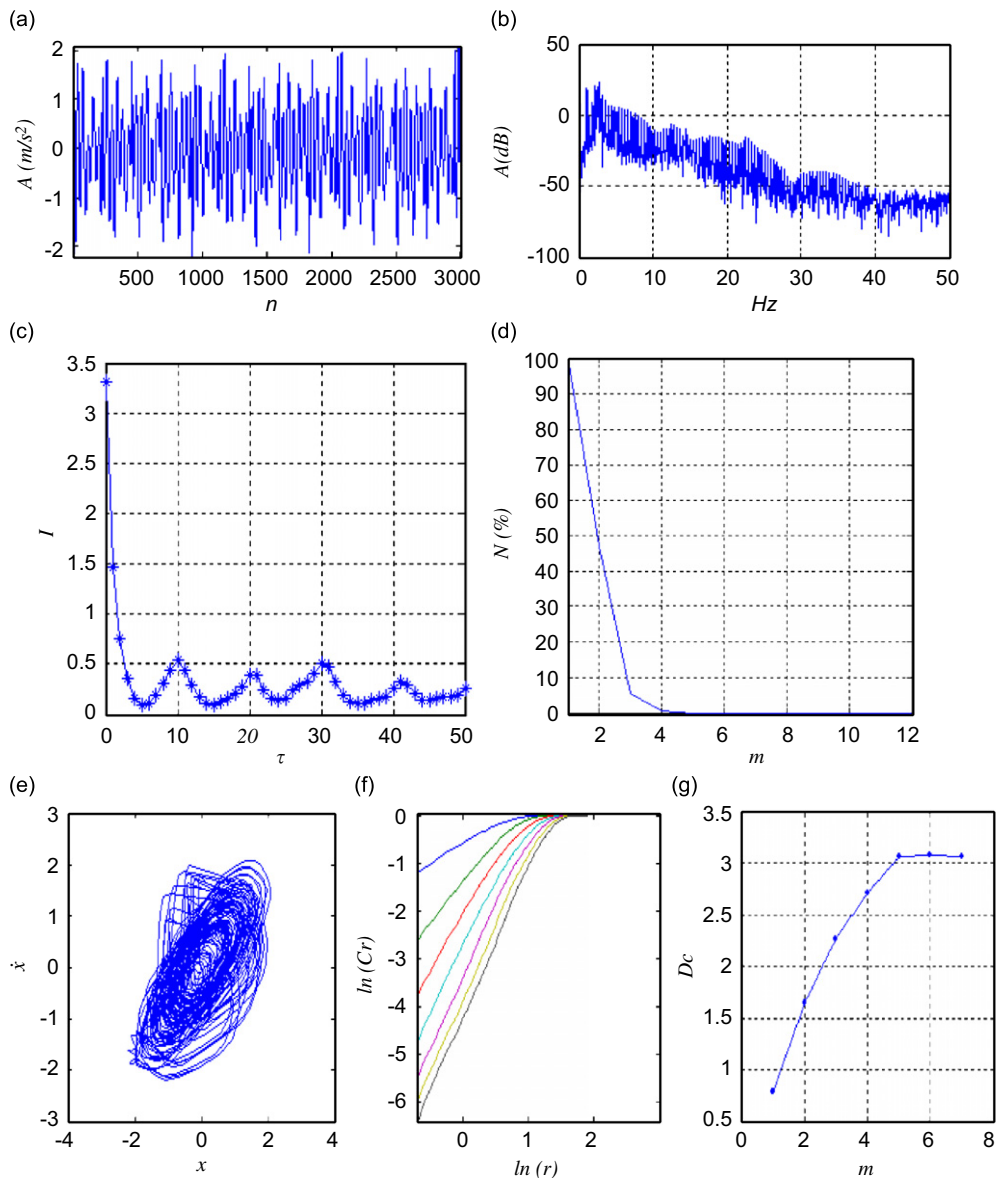 (a)
2
1
0
-1
-2
A (m/s²)
500 1000 1500 2000 2500 3000
n
(b)
50
0
-50
-100
A(dB)
0 10 20 30 40 50
Hz
(c)
3.5
3
2.5
2
1.5
1
0.5
0
I
0 10 20 30 40 50
τ
(d)
100
90
80
70
60
50
40
30
20
10
0
N (%)
2 4 6 8 10 12
m
(e)
3
2
1
0
-1
-2
-3
ẋ
-4 -2 0 2 4
x
(f)
0
-1
-2
-3
-4
-5
-6
ln (Cr)
0 1 2
ln (r)
(g)
3.5
3
2.5
2
1.5
1
0.5
Dc
0 2 4 6 8
m